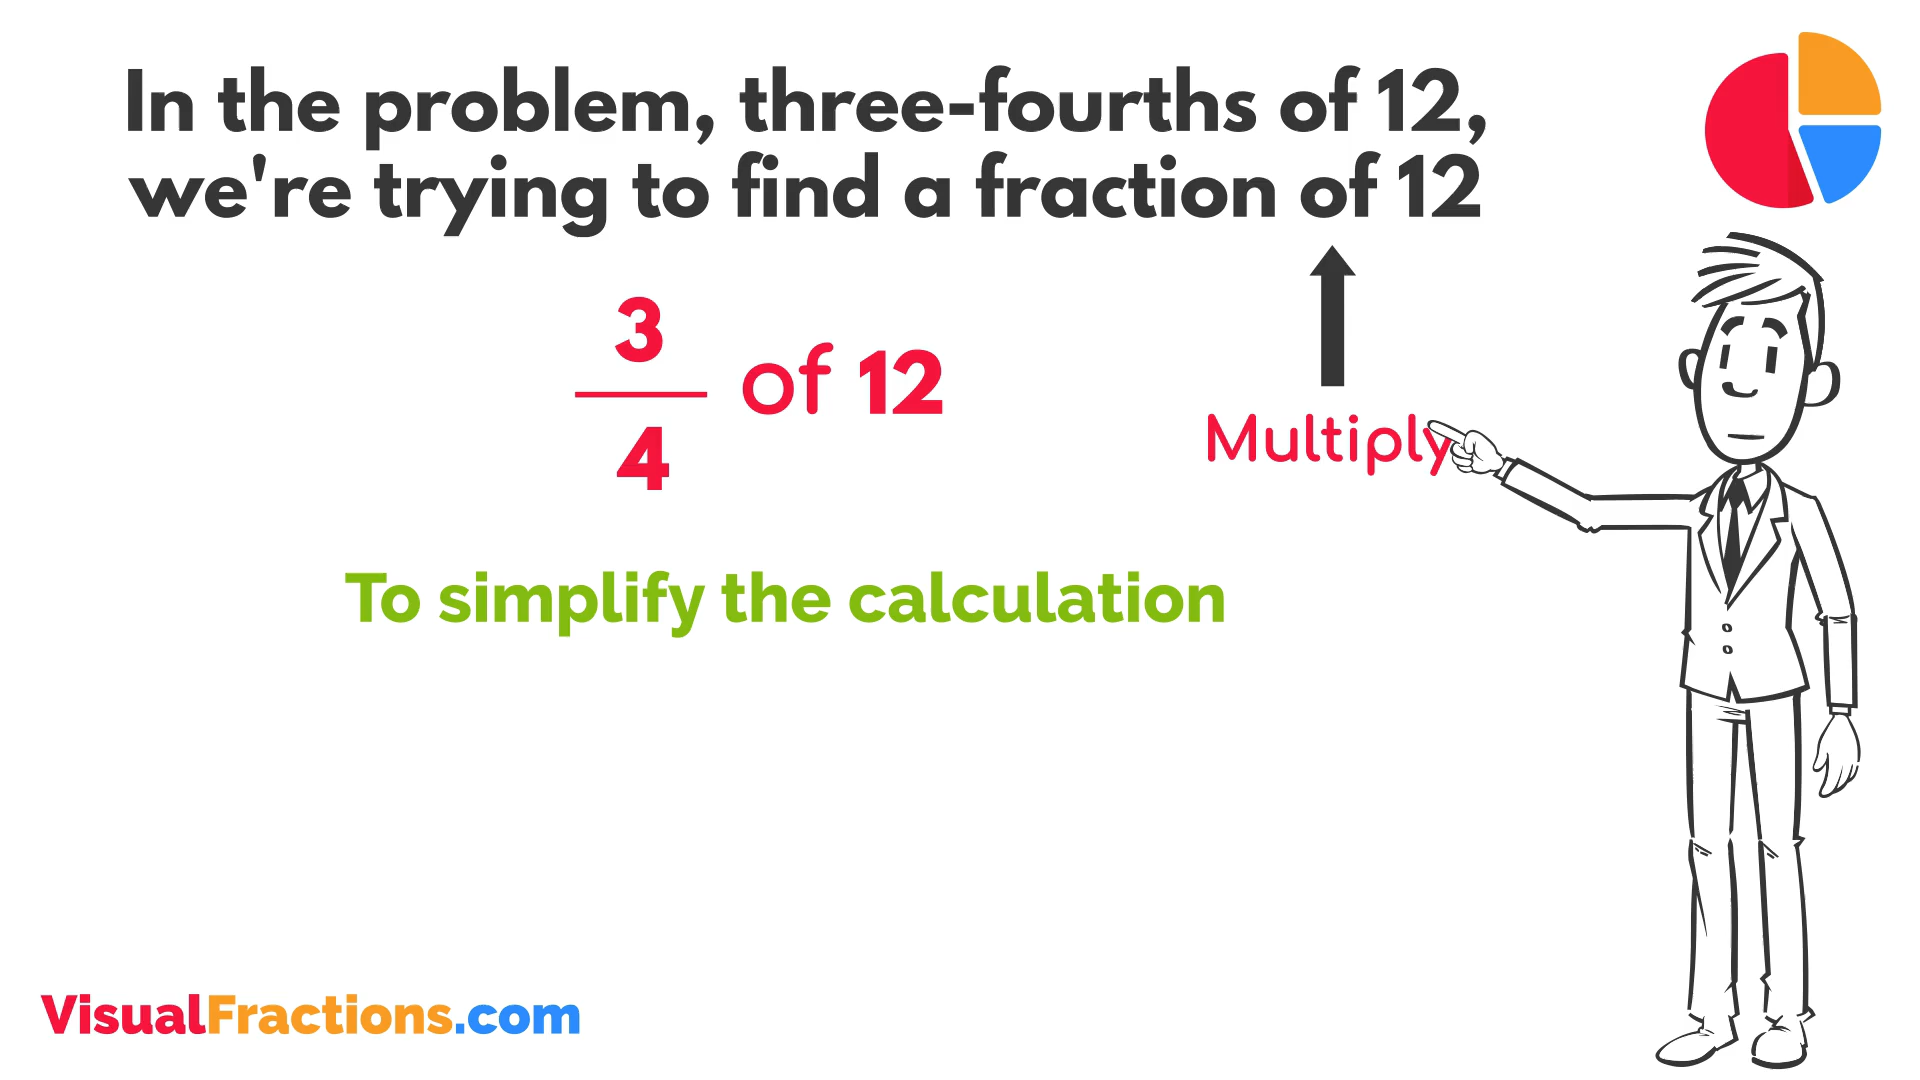 In the problem, three-fourths of 12,
we're trying to find a fraction of 12
3
4
of 12
Multiply
To simplify the calculation
VisualFractions.com